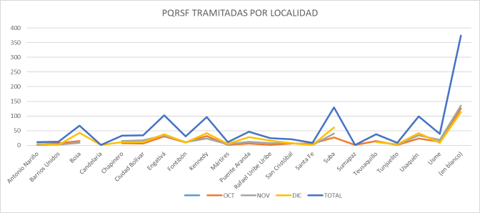 PQRSF TRAMITADAS POR LOCALIDAD
400
350
300
250
200
150
100
50
0
Antonio Nariño
Barrios Unidos
Bosa
Candelaria
Chapinero
Ciudad Bolívar
Engativá
Fontibón
Kennedy
Mártires
Puente Aranda
Rafael Uribe Uribe
San Cristóbal
Santa Fe
Suba
Sumapaz
Teusaquillo
Tunjuelito
Usaquén
Usme
(en blanco)
OCT NOV DIC TOTAL